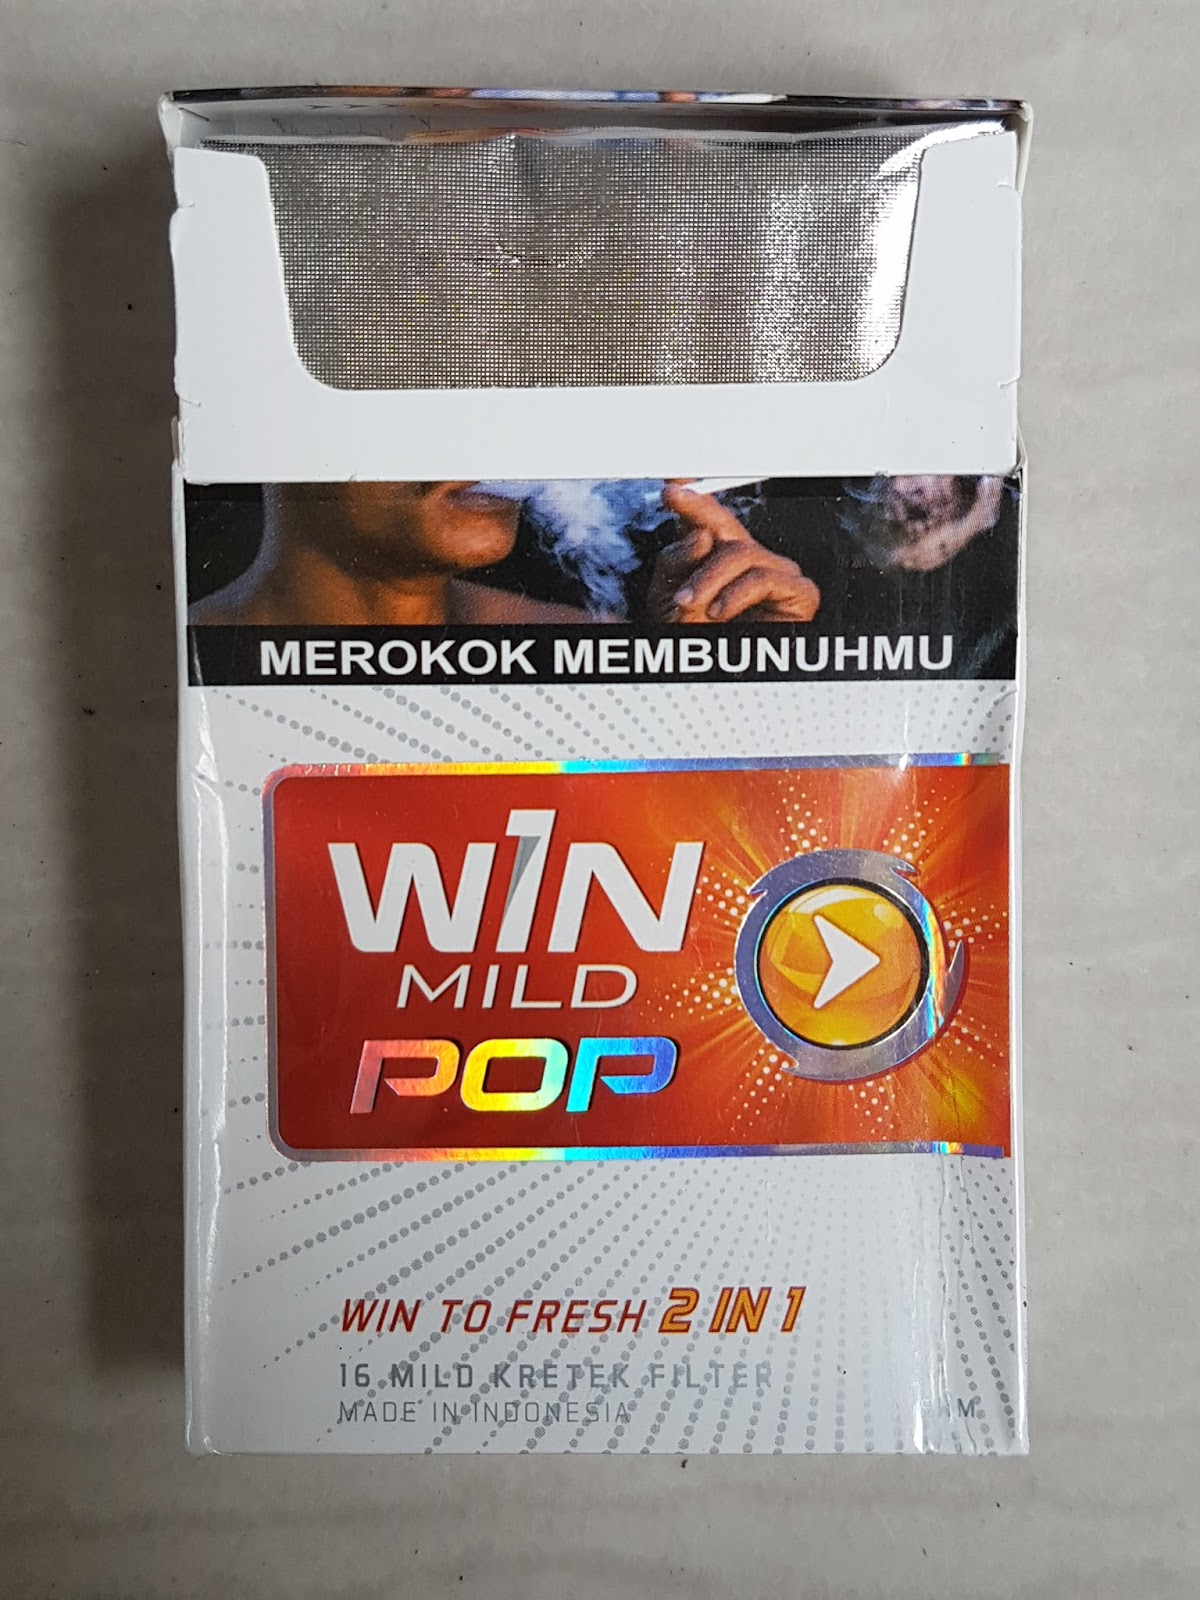 MEROKOK MEMBUNUHMU
WIN
MILD
POP
WIN TO FRESH 2 IN 1
16 MILD KRETEK FILTER
MADE IN INDONESIA